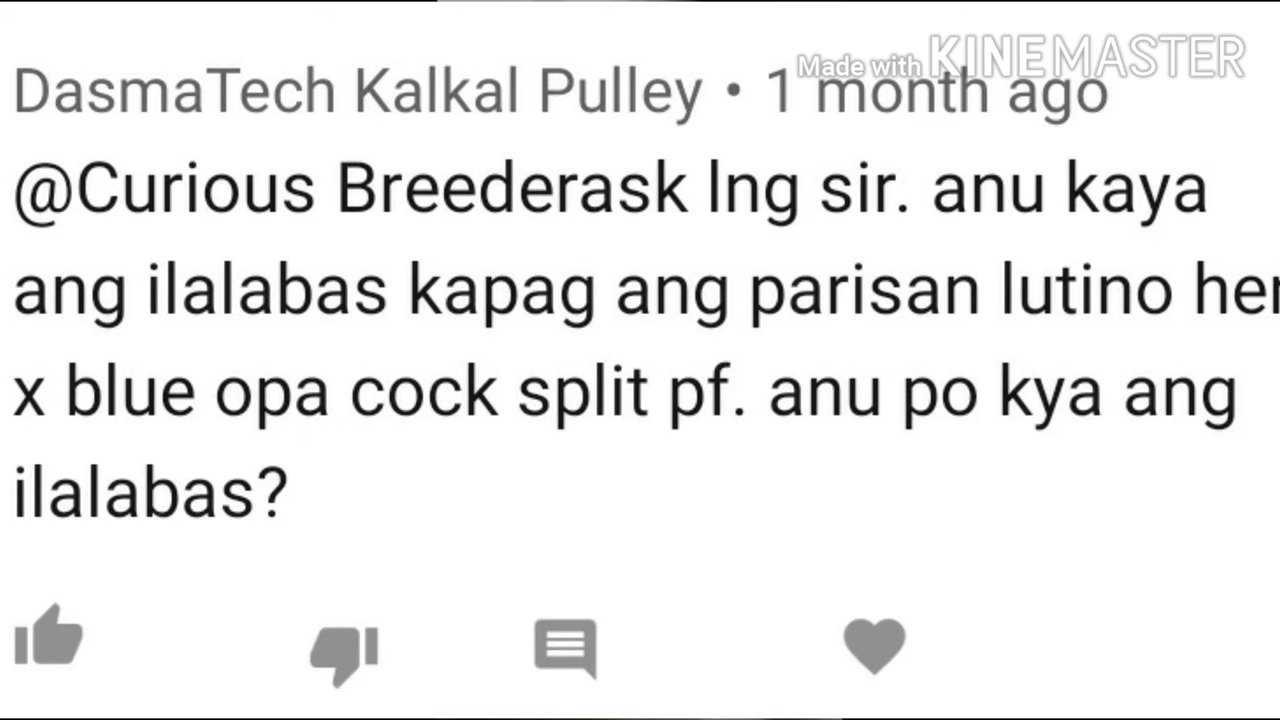 Made with KINEMASTER
DasmaTech Kalkal Pulley • 1 month ago
@Curious Breederask lng sir. anu kaya
ang ilalabas kapag ang parisan lutino
x blue opa cock split pf. anu po kya ang
ilalabas?